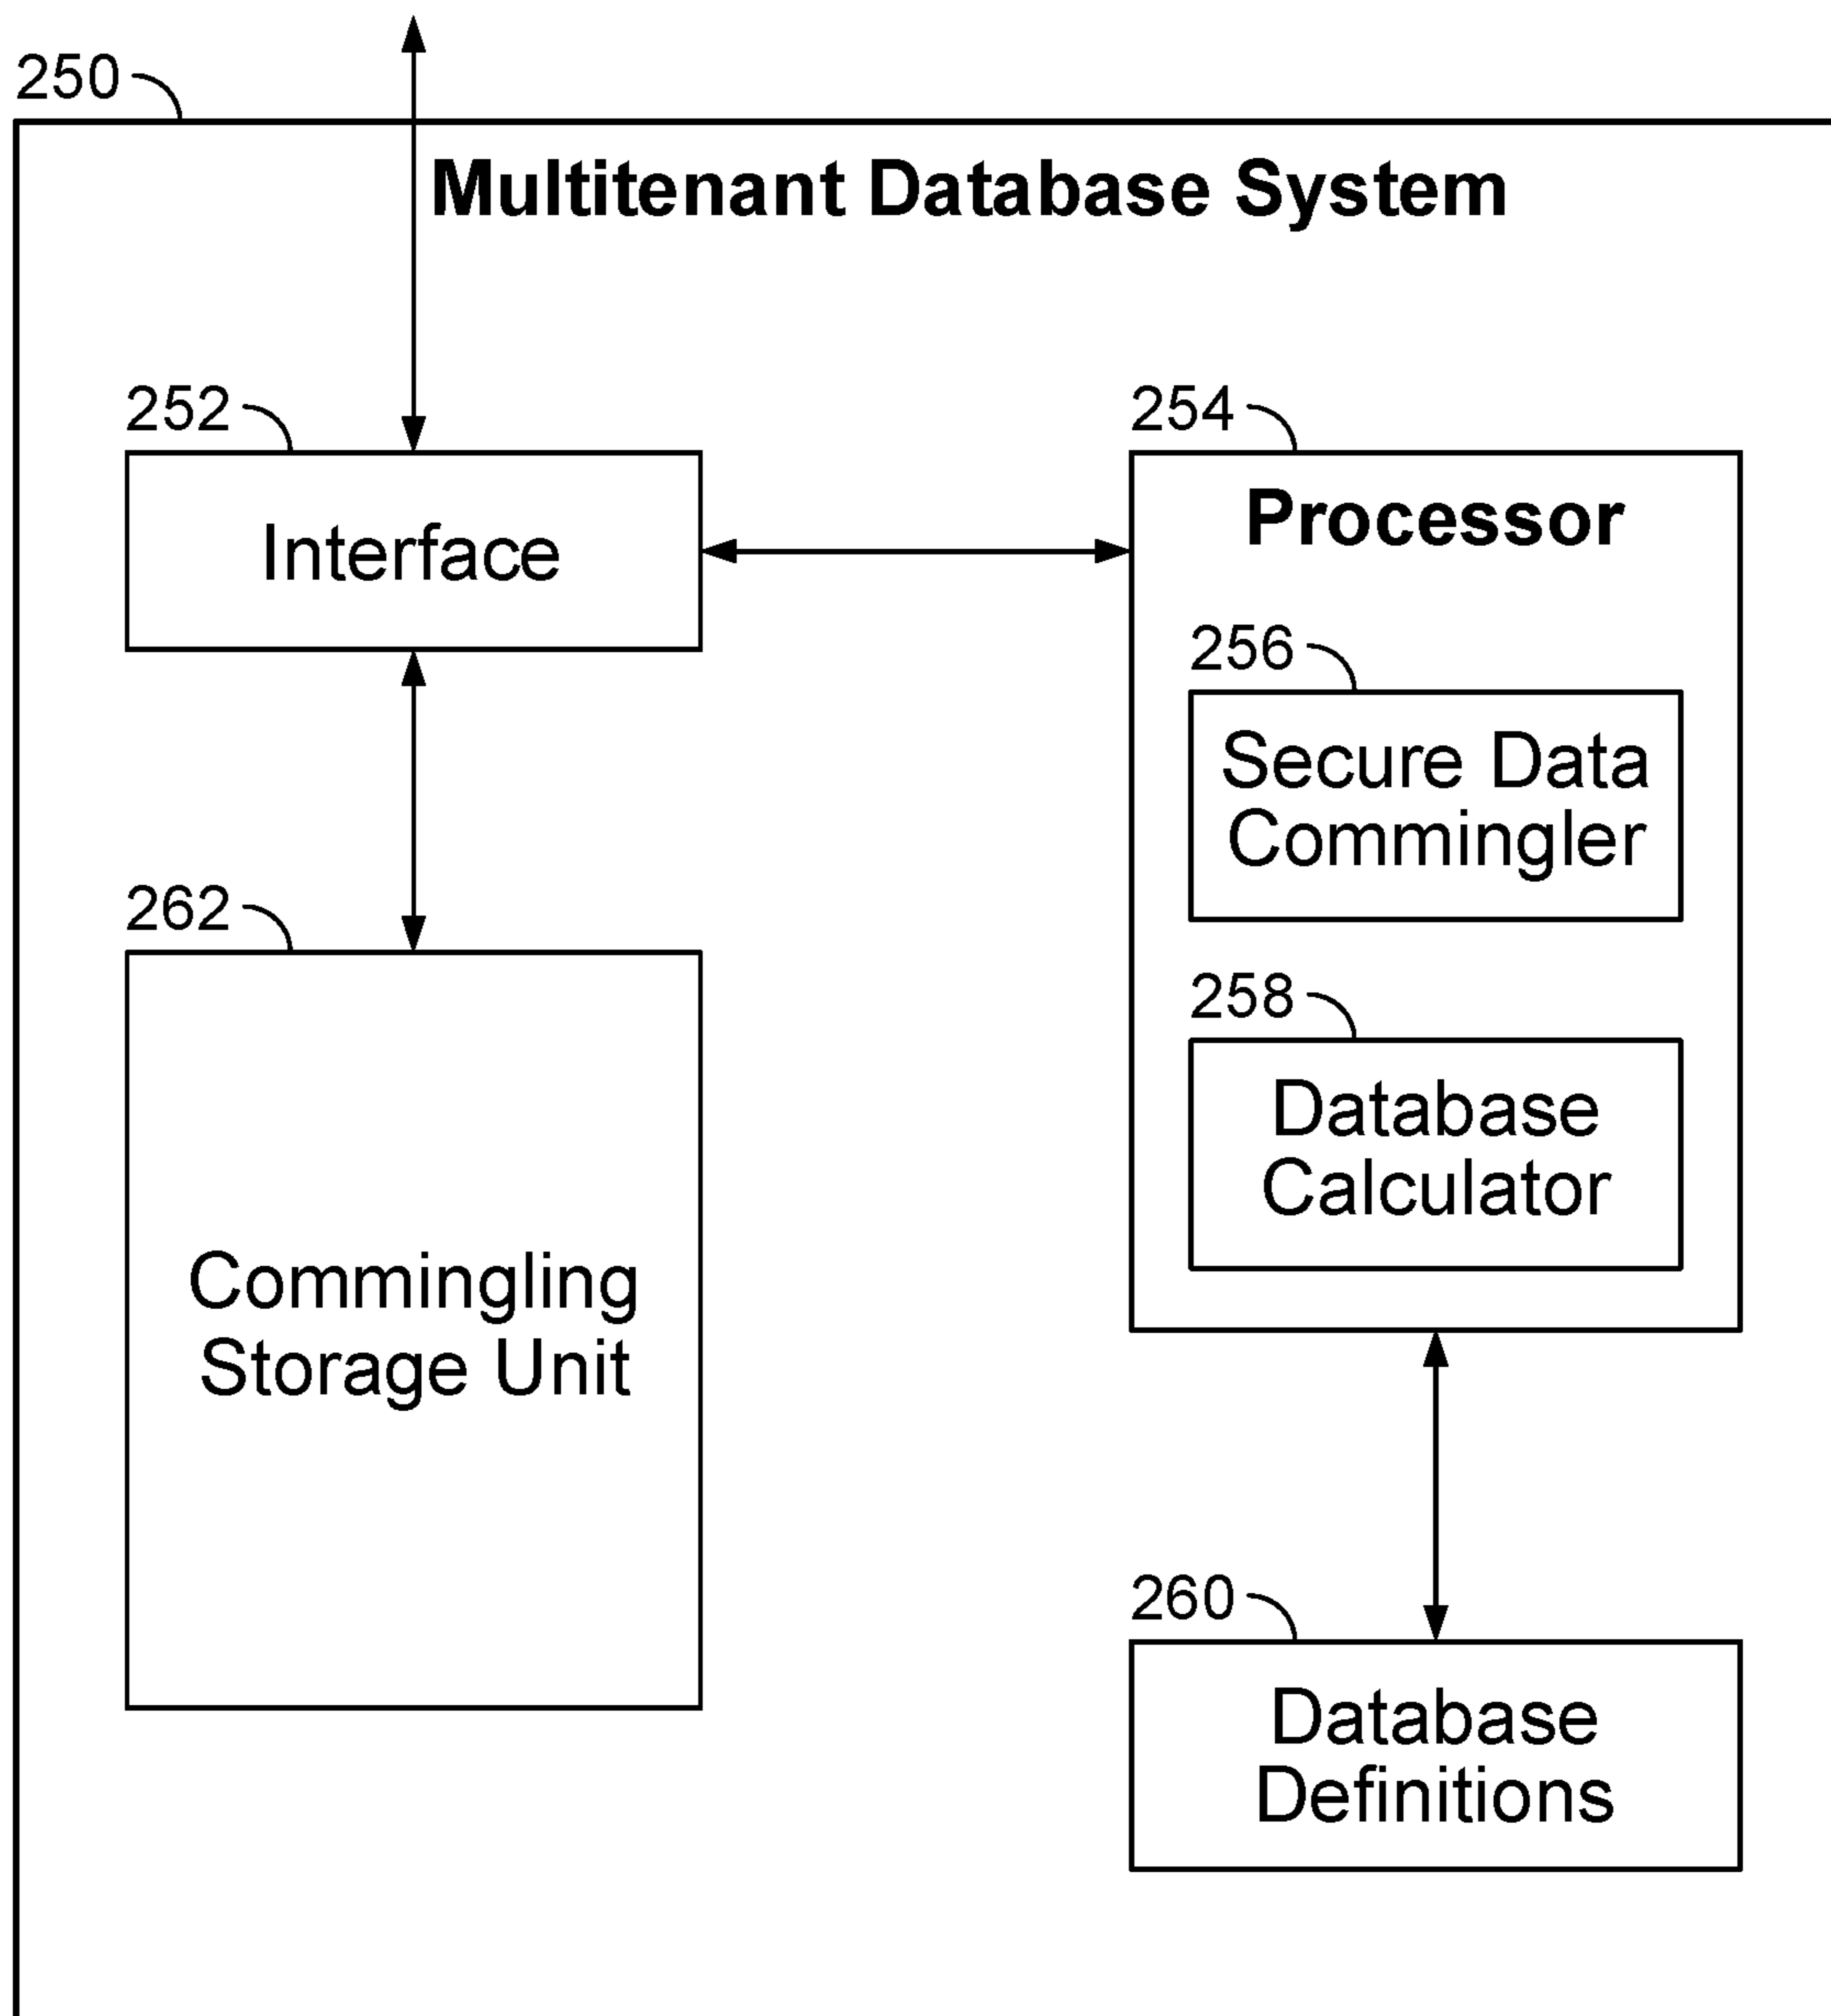 250
Multitenant Database System
252
Interface
254
Processor
256
Secure Data
Commingler
262
Commingling
Storage Unit
258
Database
Calculator
260
Database
Definitions